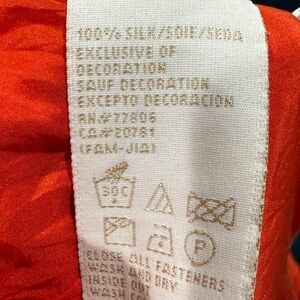 100% SILK/SOIE/SEDA
EXCLUSIVE OF
DECORATION
SAUF DECORATION
EXCEPTO DECORACION
RN#77806
CA#20781
(FAM-JIA)
30C
P
CLOSE ALL FASTENERS
WASH AND DRY
INSIDE OUT
WASH